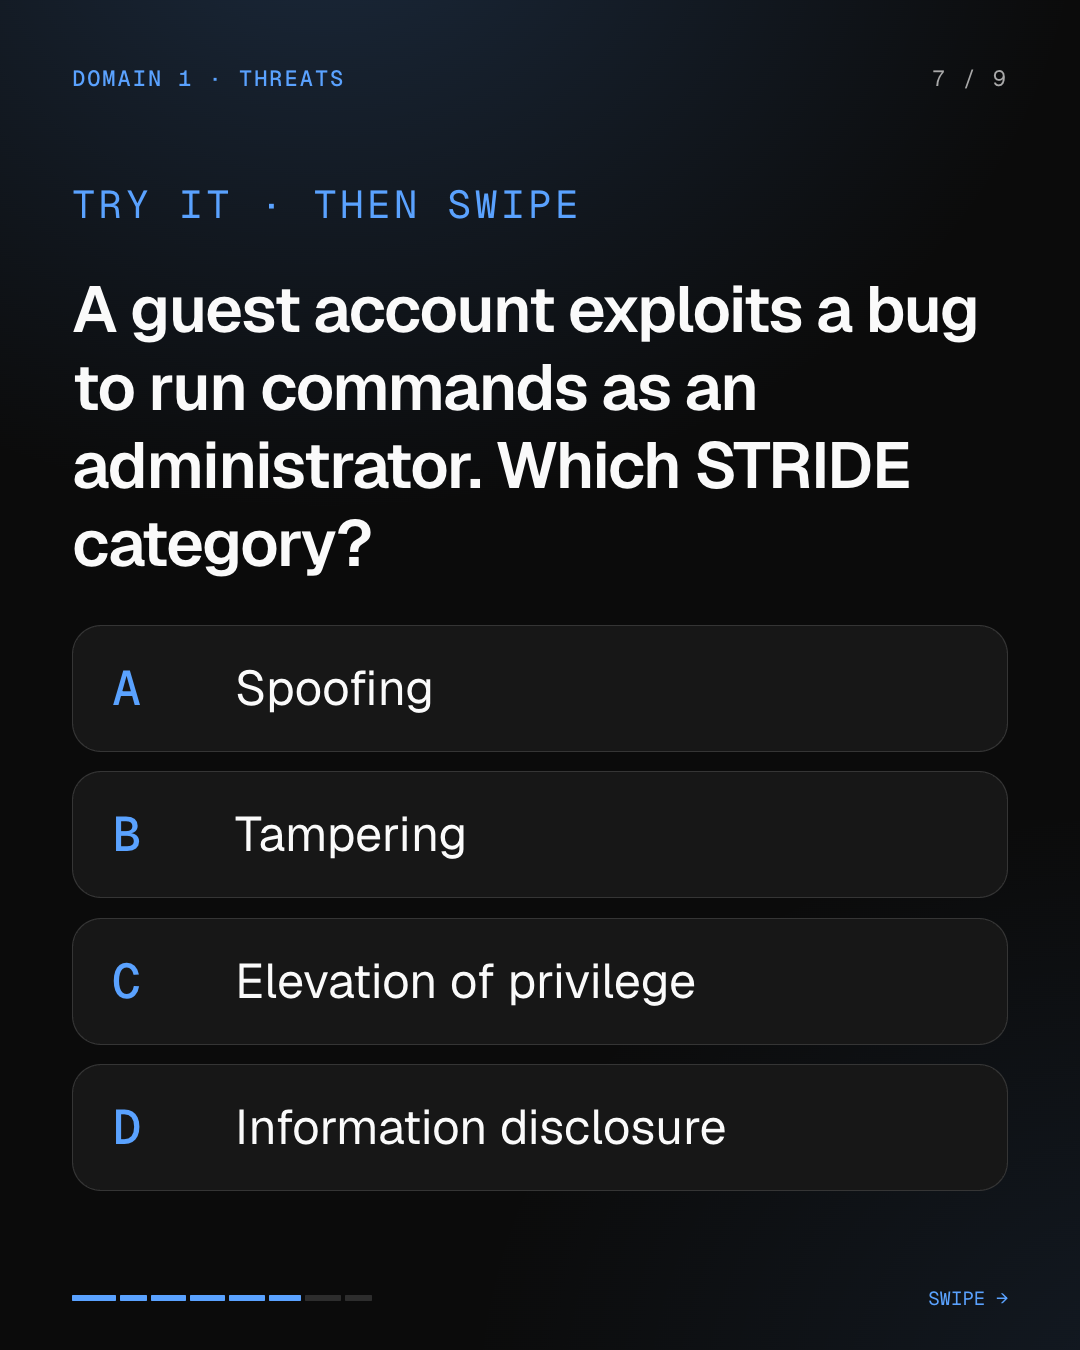 DOMAIN 1 · THREATS
7 / 9
TRY IT · THEN SWIPE
A guest account exploits a bug
to run commands as an
administrator. Which STRIDE
category?
A Spoofing
B Tampering
C Elevation of privilege
D Information disclosure
SWIPE →